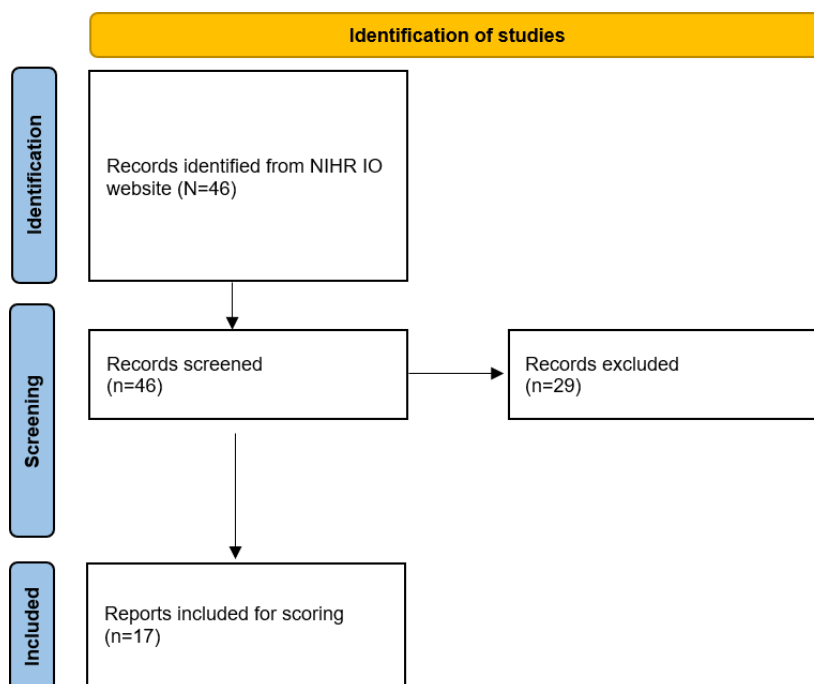 Identification of studies
Identification
Records identified from NIHR IO
website (N=46)
Screening
Records screened
(n=46)
Records excluded
(n=29)
Included
Reports included for scoring
(n=17)